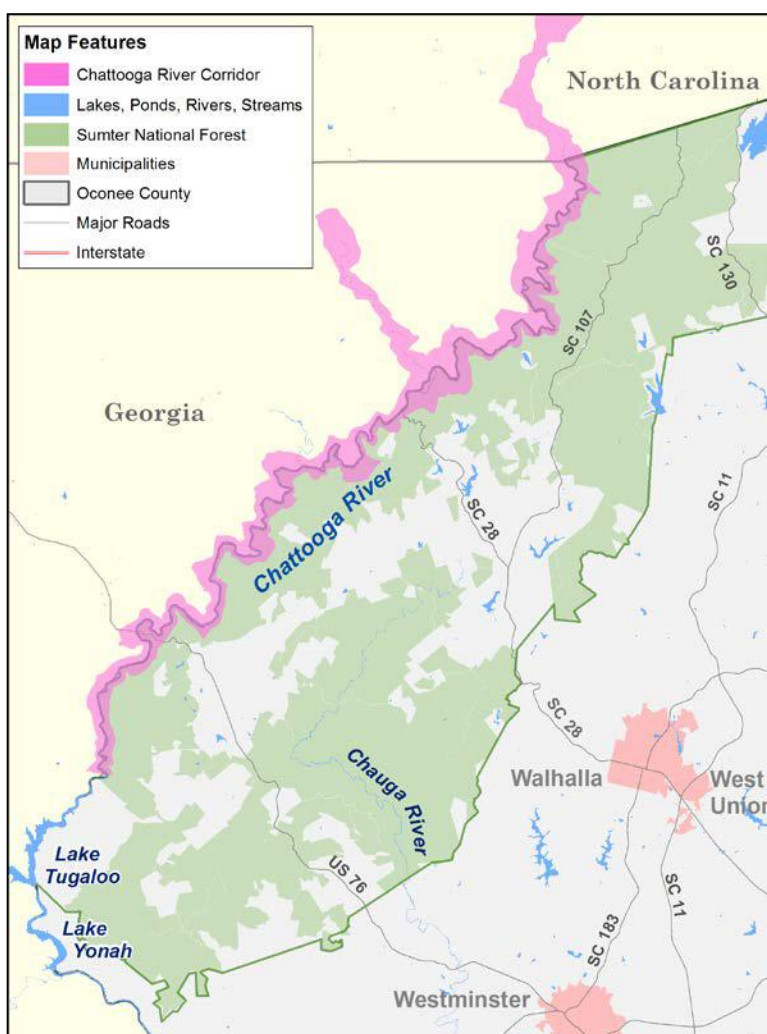 Map Features
Chattooga River Corridor
Lakes, Ponds, Rivers, Streams
Sumter National Forest
Municipalities
Oconee County
Major Roads
Interstate
North Carolina
SC 130
SC 107
Georgia
SC 11
Chattooga River
SC 28
SC 28
Walhalla
West
Union
Chauga River
US 76
Lake
Tugaloo
Lake
Yonah
SC 183
SC 11
Westminster